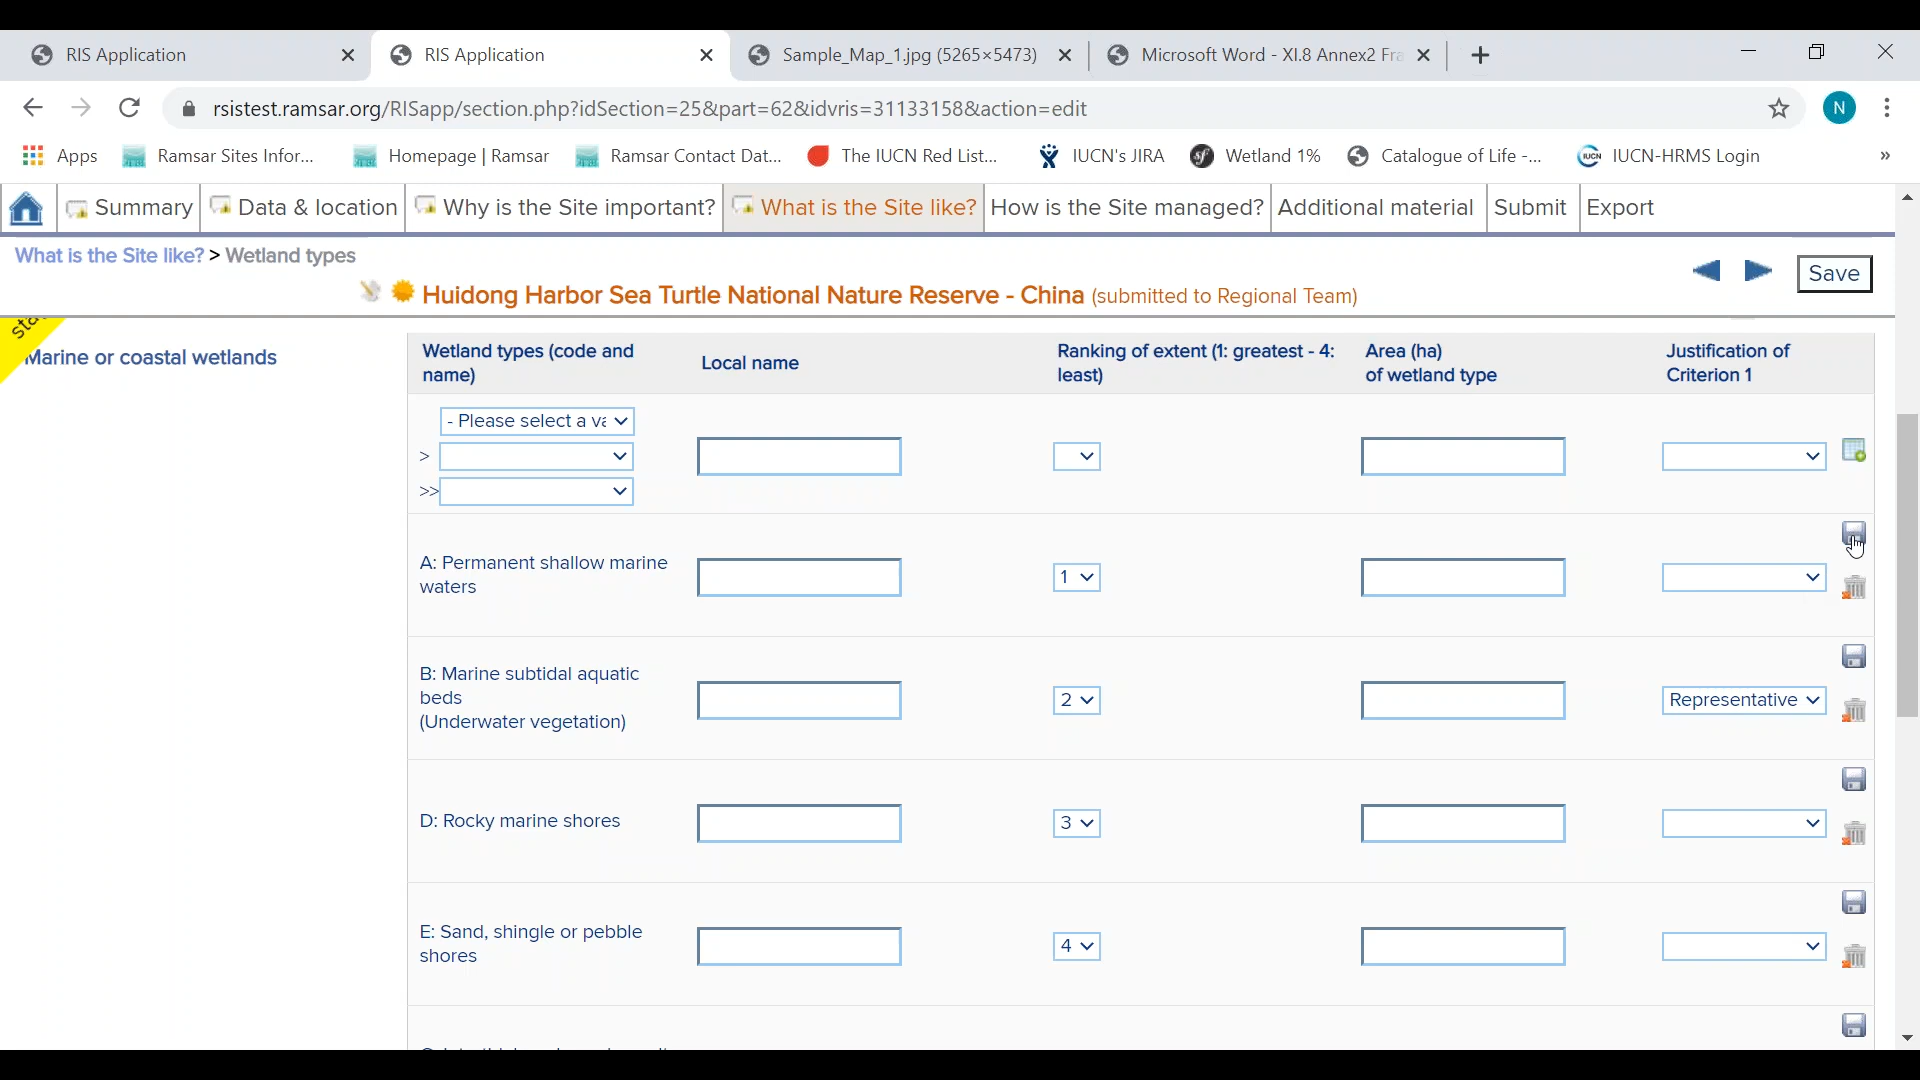 RIS Application
RIS Application
Sample_Map_1.jpg (5265×5473)
Microsoft Word - XI.8 Annex2 Fra
N
rsistest.ramsar.org/RISapp/section.php?idSection=25&part=62&idvris=31133158&action=edit
Apps
Ramsar Sites Infor...
Homepage | Ramsar
Ramsar Contact Dat...
The IUCN Red List...
IUCN's JIRA
Wetland 1%
Catalogue of Life -...
IUCN
IUCN-HRMS Login
»
Summary
Data & location
Why is the Site important?
What is the Site like?
How is the Site managed?
Additional material
Submit
Export
What is the Site like? > Wetland types
Huidong Harbor Sea Turtle National Nature Reserve - China (submitted to Regional Team)
Save
Marine or coastal wetlands
Wetland types (code and
name)
Local name
Ranking of extent (1: greatest - 4:
least)
Area (ha)
of wetland type
Justification of
Criterion 1
- Please select a va
>
>>
A: Permanent shallow marine
waters
1
B: Marine subtidal aquatic
beds
(Underwater vegetation)
2
Representative
D: Rocky marine shores
3
E: Sand, shingle or pebble
shores
4